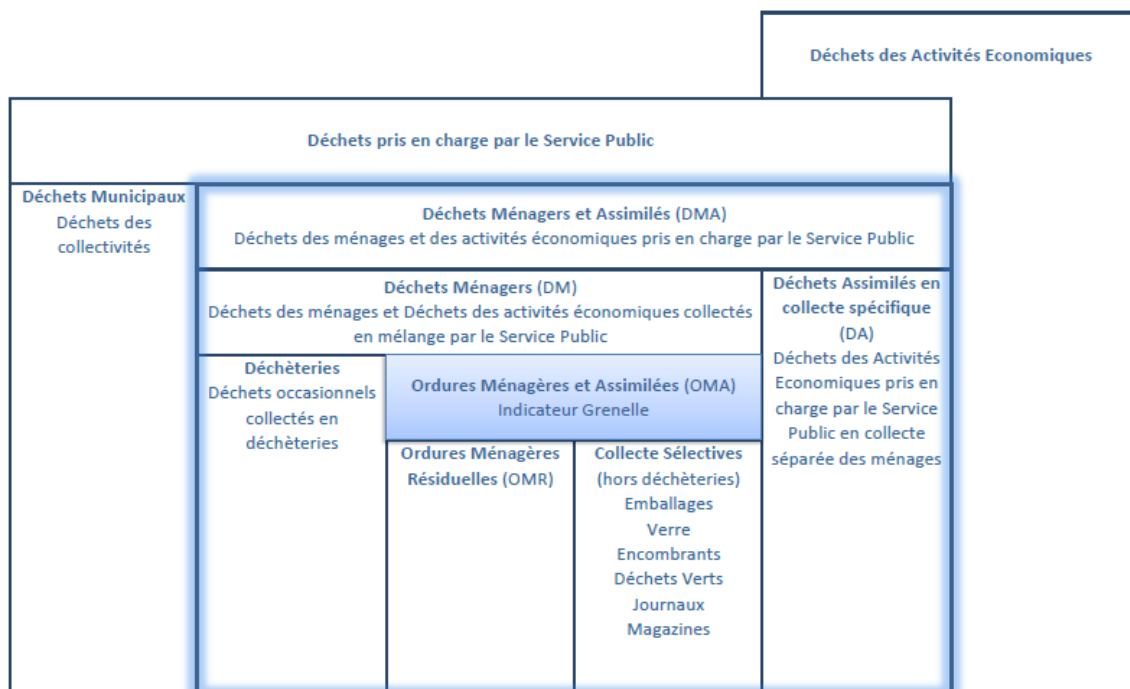 Déchets des Activités Economiques
Déchets pris en charge par le Service Public
Déchets Municipaux
Déchets des
collectivités
Déchets Ménagers et Assimilés (DMA)
Déchets des ménages et des activités économiques pris en charge par le Service Public
Déchets Ménagers (DM)
Déchets des ménages et Déchets des activités économiques collectés
en mélange par le Service Public
Déchets Assimilés en
collecte spécifique
(DA)
Déchets des Activités
Economiques pris en
charge par le Service
Public en collecte
séparée des ménages
Déchèteries
Déchets occasionnels
collectés en
déchèteries
Ordures Ménagères et Assimilées (OMA)
Indicateur Grenelle
Ordures Ménagères
Résiduelles (OMR)
Collecte Sélectives
(hors déchèteries)
Emballages
Verre
Encombrants
Déchets Verts
Journaux
Magazines